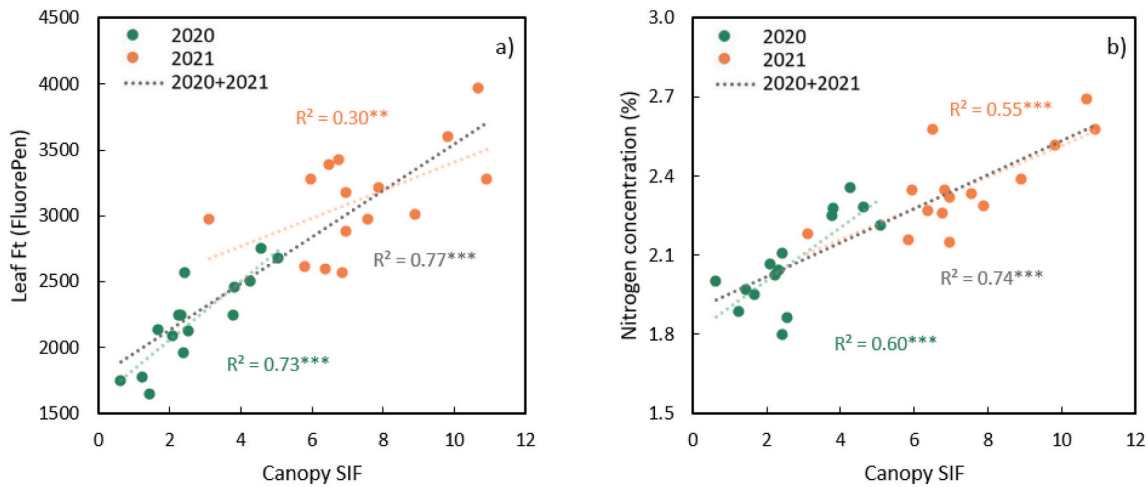 4500
4000
3500
3000
2500
2000
1500
Leaf Ft (FluorePen)
2020
2021
2020+2021
a)
R² = 0.30**
R² = 0.77***
R² = 0.73***
0 2 4 6 8 10 12
Canopy SIF
3.0
2.7
2.4
2.1
1.8
1.5
Nitrogen concentration (%)
2020
2021
2020+2021
b)
R² = 0.55***
R² = 0.74***
R² = 0.60***
0 2 4 6 8 10 12
Canopy SIF